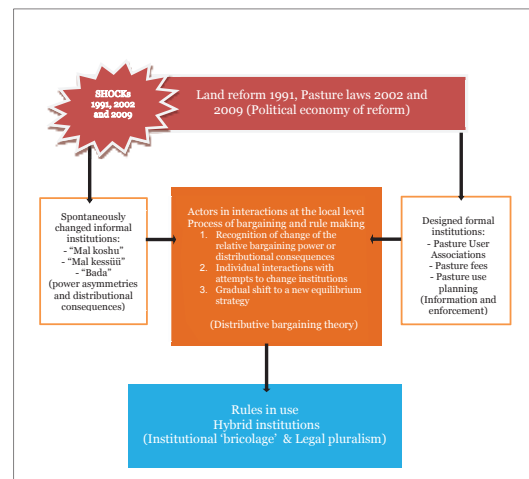 SHOCKs
1991, 2002
and 2009
Land reform 1991, Pasture laws 2002 and
2009 (Political economy of reform)
Spontaneously
changed informal
institutions:
- “Mal koshu”
- “Mal kessüü”
- “Bada”
(power asymmetries
and distributional
consequences)
Actors in interactions at the local level
Process of bargaining and rule making
1. Recognition of change of the
relative bargaining power or
distributional consequences
2. Individual interactions with
attempts to change institutions
3. Gradual shift to a new equilibrium
strategy
(Distributive bargaining theory)
Designed formal
institutions:
- Pasture User
Associations
- Pasture fees
- Pasture use
planning
(Information and
enforcement)
Rules in use
Hybrid institutions
(Institutional ‘bricolage’ & Legal pluralism)